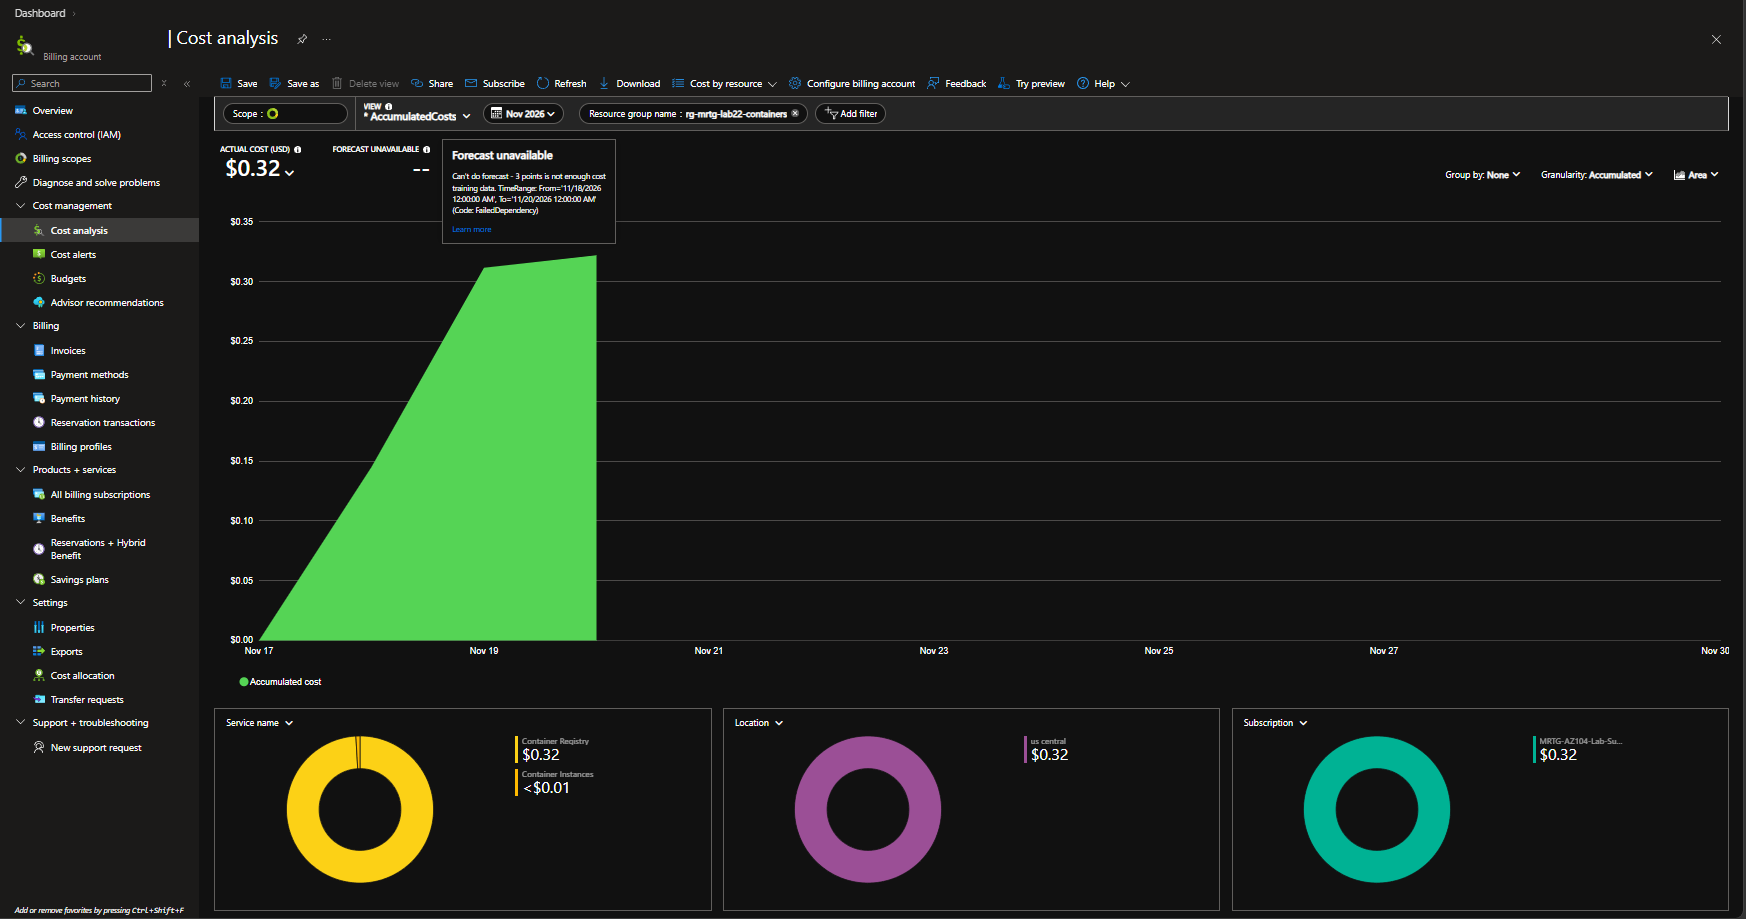 Dashboard
Billing account
| Cost analysis
Search
Overview
Access control (IAM)
Billing scopes
Diagnose and solve problems
Cost management
Cost analysis
Cost alerts
Budgets
Advisor recommendations
Billing
Invoices
Payment methods
Payment history
Reservation transactions
Billing profiles
Products + services
All billing subscriptions
Benefits
Reservations + Hybrid
Benefit
Savings plans
Settings
Properties
Exports
Cost allocation
Transfer requests
Support + troubleshooting
New support request
Add or remove favorites by pressing Ctrl+Shift+F
Save Save as Delete view Share Subscribe Refresh Download Cost by resource Configure billing account Feedback Try preview Help
Scope :
VIEW
* AccumulatedCosts
Nov 2026
Resource group name : rg-mrtg-lab22-containers
Add filter
ACTUAL COST (USD)
$0.32
FORECAST UNAVAILABLE
--
Forecast unavailable
Can't do forecast - 3 points is not enough cost
training data. TimeRange: From='11/18/2026
12:00:00 AM', To='11/20/2026 12:00:00 AM'
(Code: FailedDependency)
Learn more
Group by: None
Granularity: Accumulated
Area
$0.35
$0.30
$0.25
$0.20
$0.15
$0.10
$0.05
$0.00
Nov 17 Nov 19 Nov 21 Nov 23 Nov 25 Nov 27 Nov 30
Accumulated cost
Service name
Container Registry
$0.32
Container Instances
<$0.01
Location
us central
$0.32
Subscription
MRTG-AZ104-Lab-Su...
$0.32